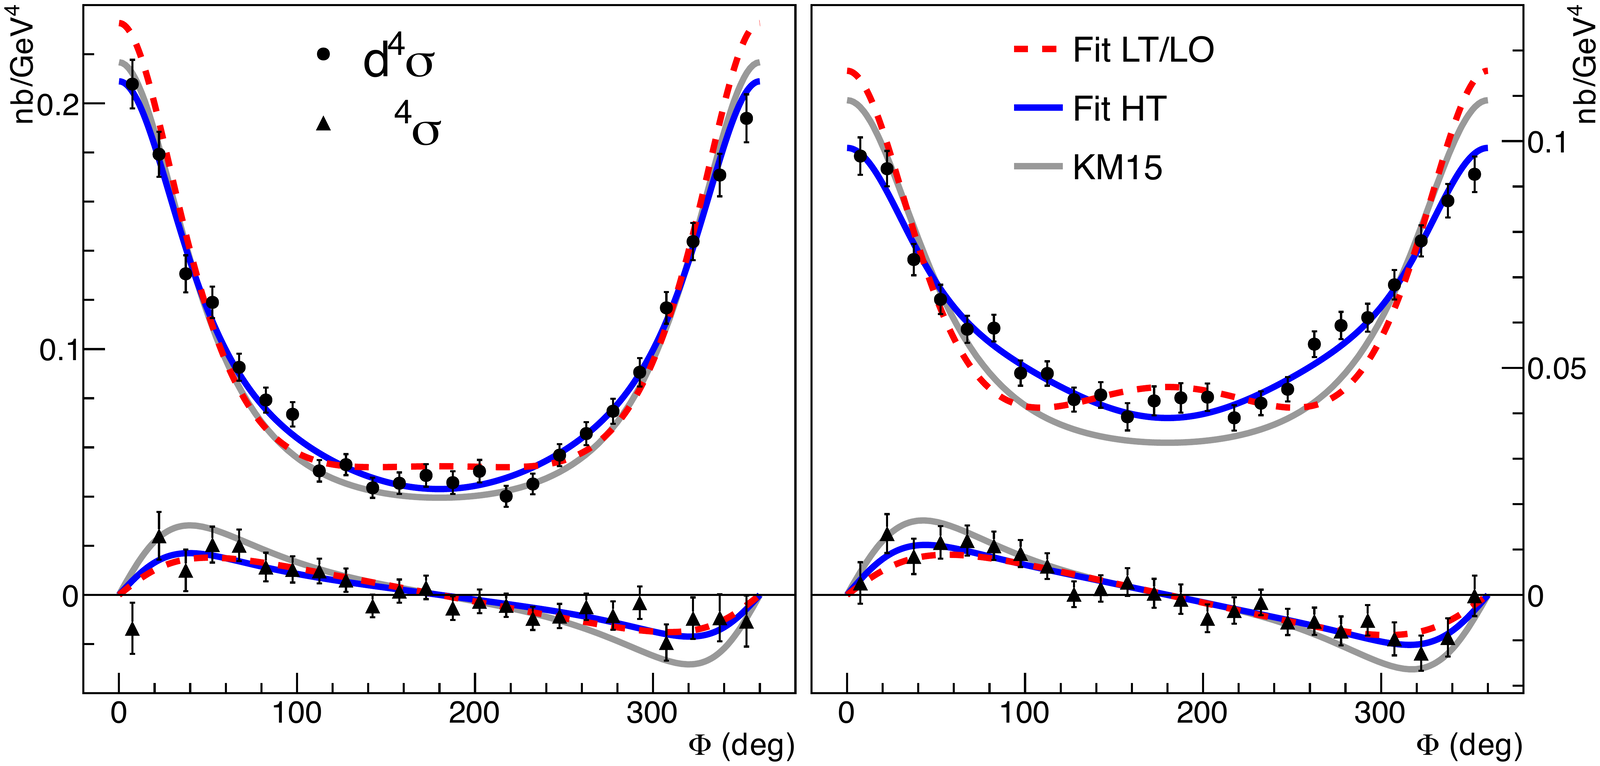 nb/GeV⁴
0.2
0.1
0
d⁴σ
⁴σ
0 100 200 300
Φ (deg)
Fit LT/LO
Fit HT
KM15
nb/GeV⁴
0.1
0.05
0
0 100 200 300
Φ (deg)